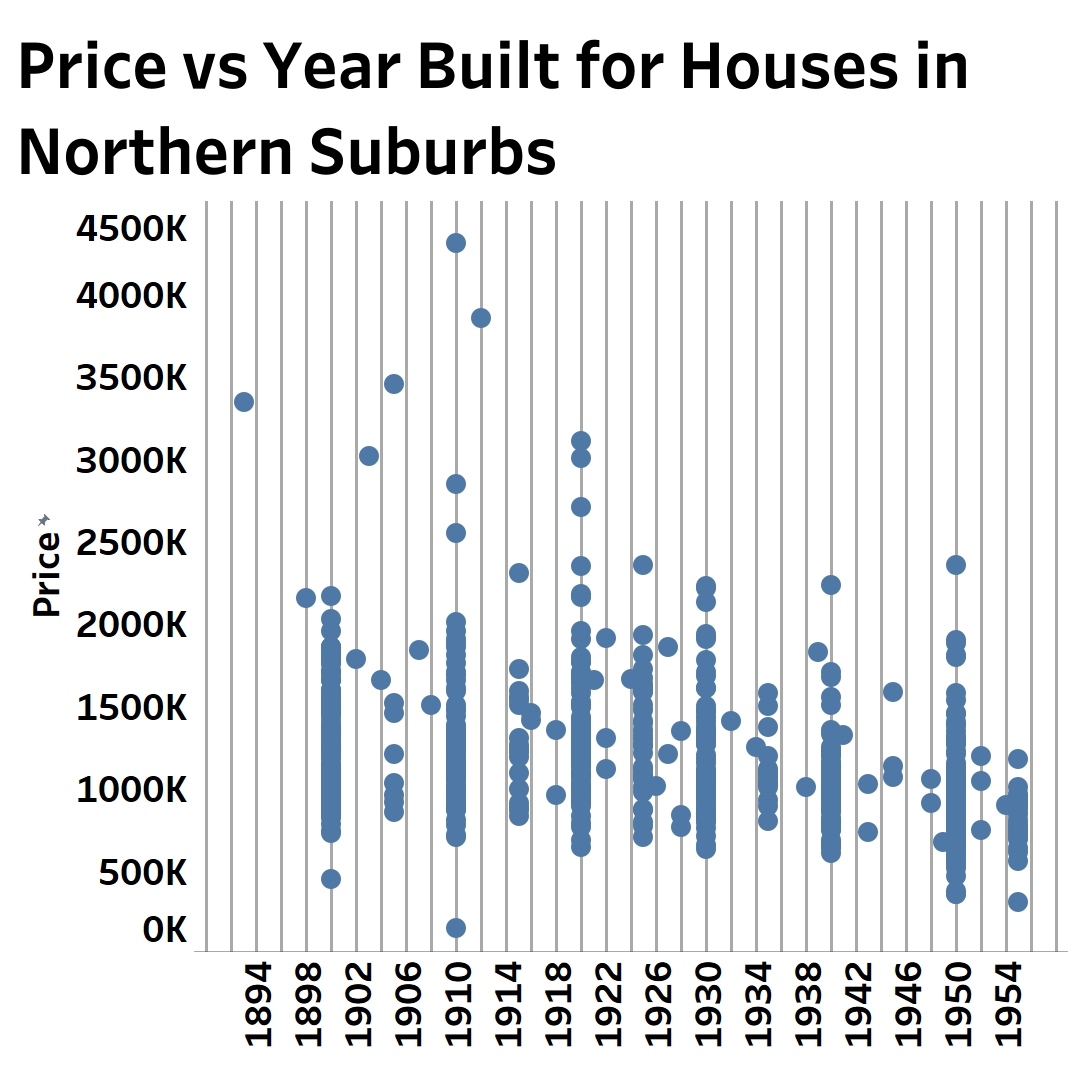 Price vs Year Built for Houses in
Northern Suburbs
4500K
4000K
3500K
3000K
2500K
2000K
1500K
1000K
500K
0K
Price
1894
1898
1902
1906
1910
1914
1918
1922
1926
1930
1934
1938
1942
1946
1950
1954